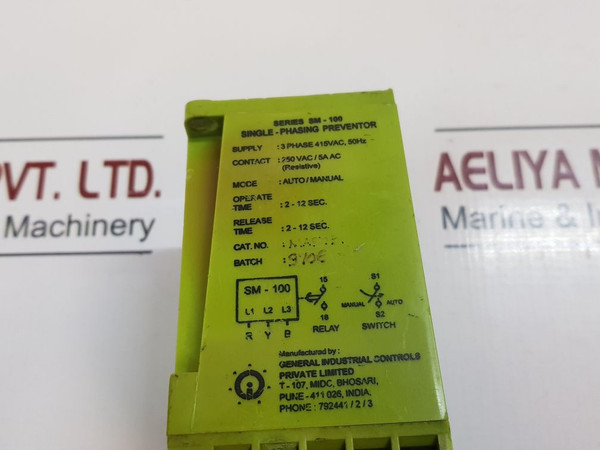 SERIES SM - 100
SINGLE - PHASING PREVENTOR
SUPPLY : 3 PHASE 415VAC, 50Hz
CONTACT : 250 VAC / 5A AC
(Resistive)
MODE : AUTO / MANUAL
OPERATE
TIME : 2 - 12 SEC.
RELEASE
TIME : 2 - 12 SEC.
CAT. NO. :
BATCH :
SM - 100
L1 L2 L3
R Y B
15
16
RELAY
S1
MANUAL AUTO
S2
SWITCH
Manufactured by :
GENERAL INDUSTRIAL CONTROLS
PRIVATE LIMITED
T - 107, MIDC, BHOSARI,
PUNE - 411 026, INDIA.
PHONE : 792441 / 2 / 3
PVT. LTD.
Machinery
AELIYA
Marine &